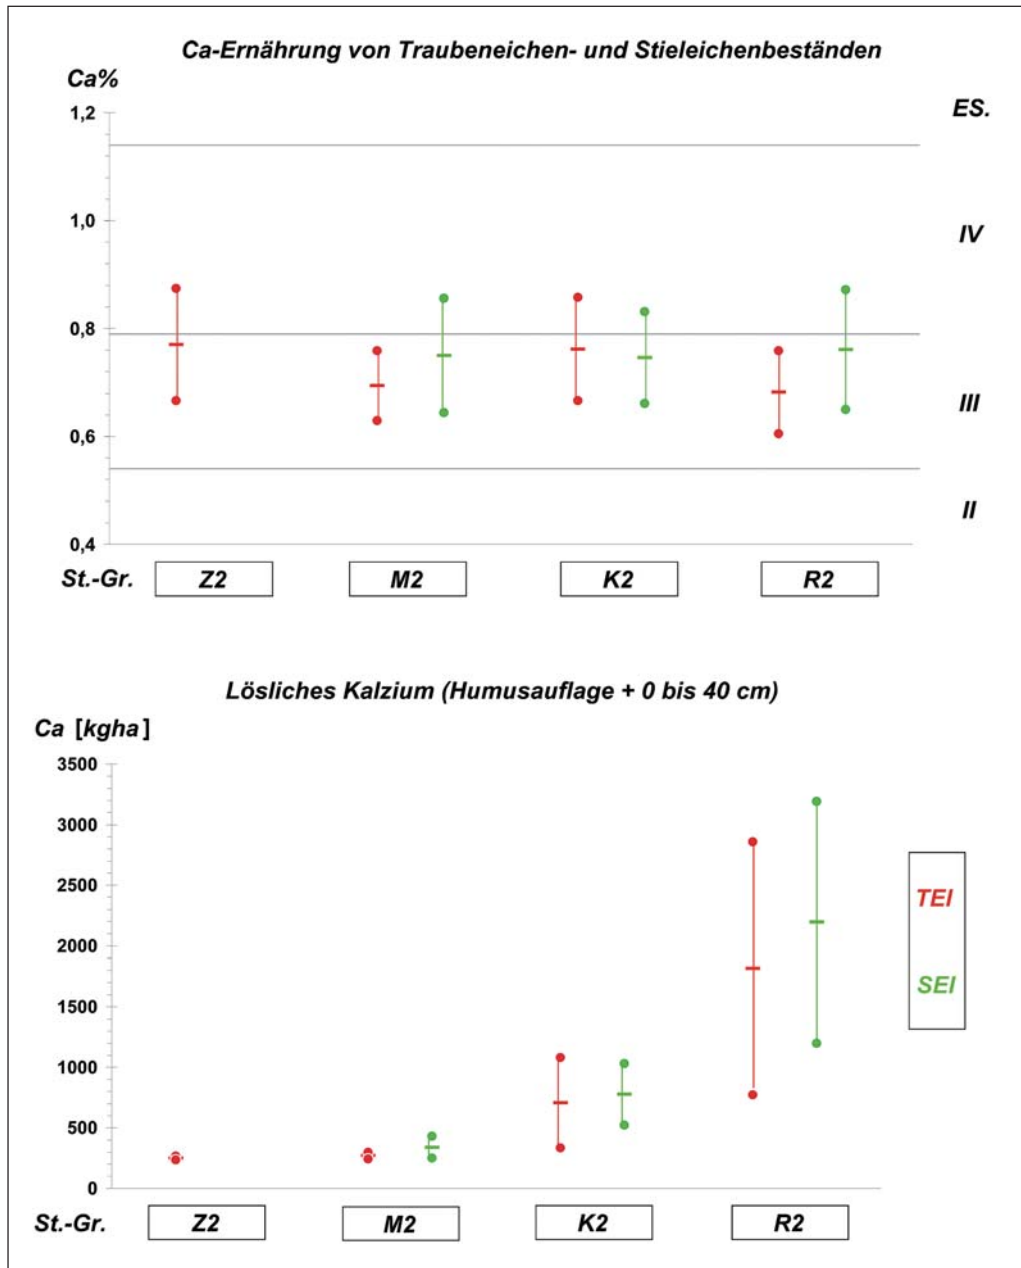 Ca-Ernährung von Traubeneichen- und Stieleichenbeständen
Ca%
1,2
ES.
1,0
IV
0,8
III
0,6
II
0,4
St.-Gr. Z2 M2 K2 R2
Lösliches Kalzium (Humusauflage + 0 bis 40 cm)
Ca [kgha]
3500
3000
TEI
2500
2000
SEI
1500
1000
500
0
St.-Gr. Z2 M2 K2 R2